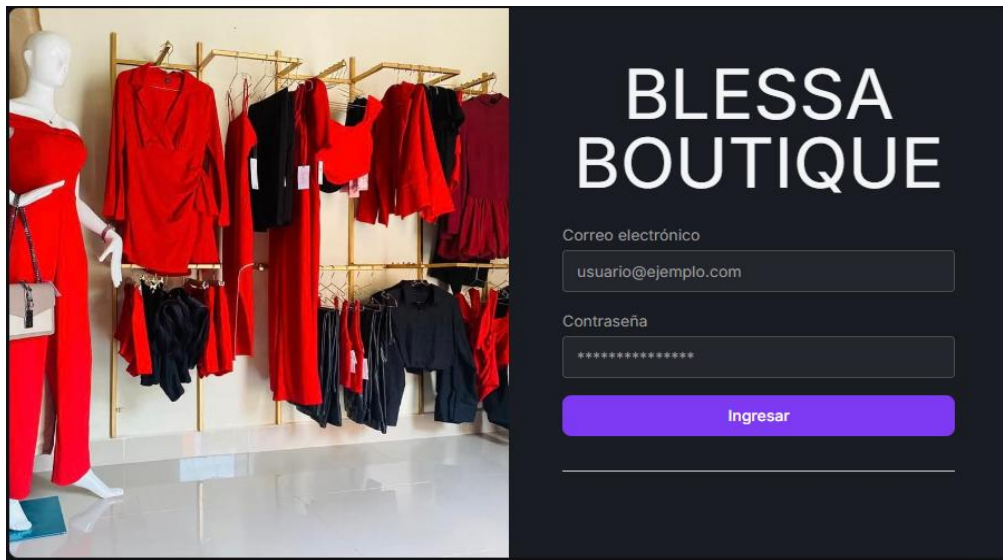 BLESSA
BOUTIQUE
Correo electrónico
usuario@ejemplo.com
Contraseña
***************
Ingresar